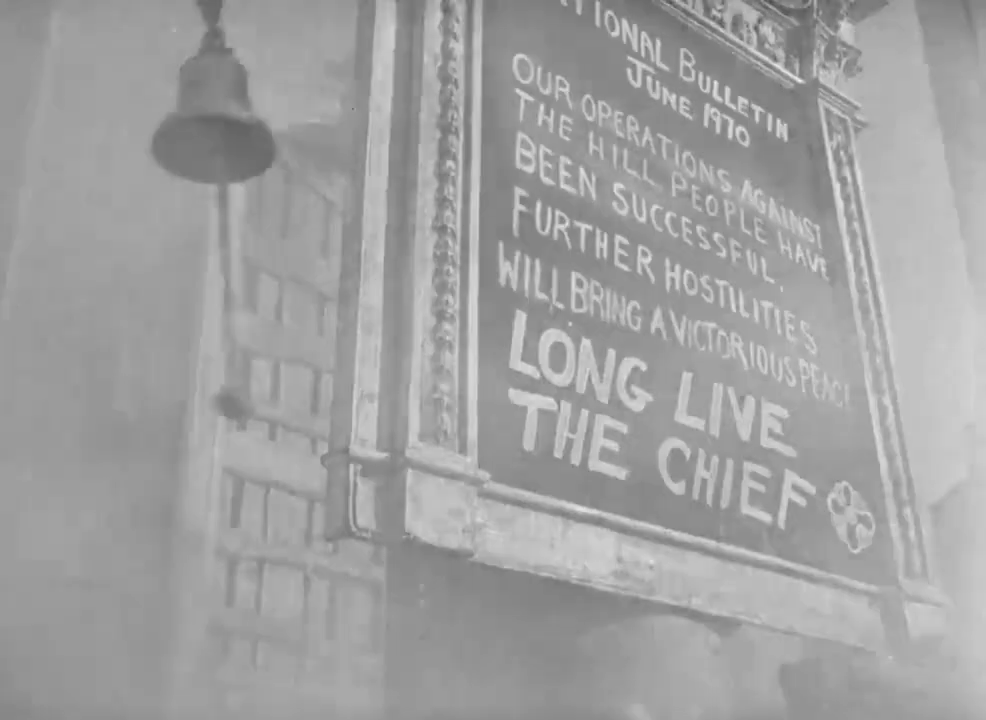 TIONAL BULLETIN
JUNE 1970
OUR OPERATIONS AGAINST
THE HILL PEOPLE HAVE
BEEN SUCCESSFUL.
FURTHER HOSTILITIES
WILL BRING A VICTORIOUS PEACE
LONG LIVE
THE CHIEF